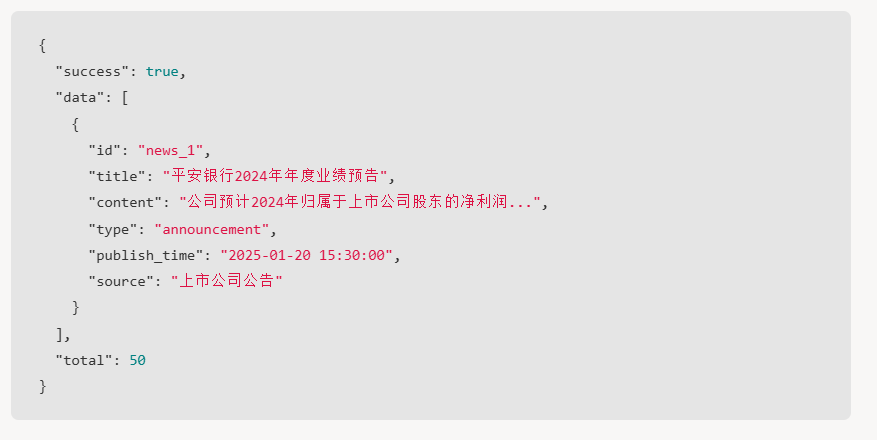 {
  "success": true,
  "data": [
    {
      "id": "news_1",
      "title": "平安银行2024年年度业绩预告",
      "content": "公司预计2024年归属于上市公司股东的净利润...",
      "type": "announcement",
      "publish_time": "2025-01-20 15:30:00",
      "source": "上市公司公告"
    }
  ],
  "total": 50
}